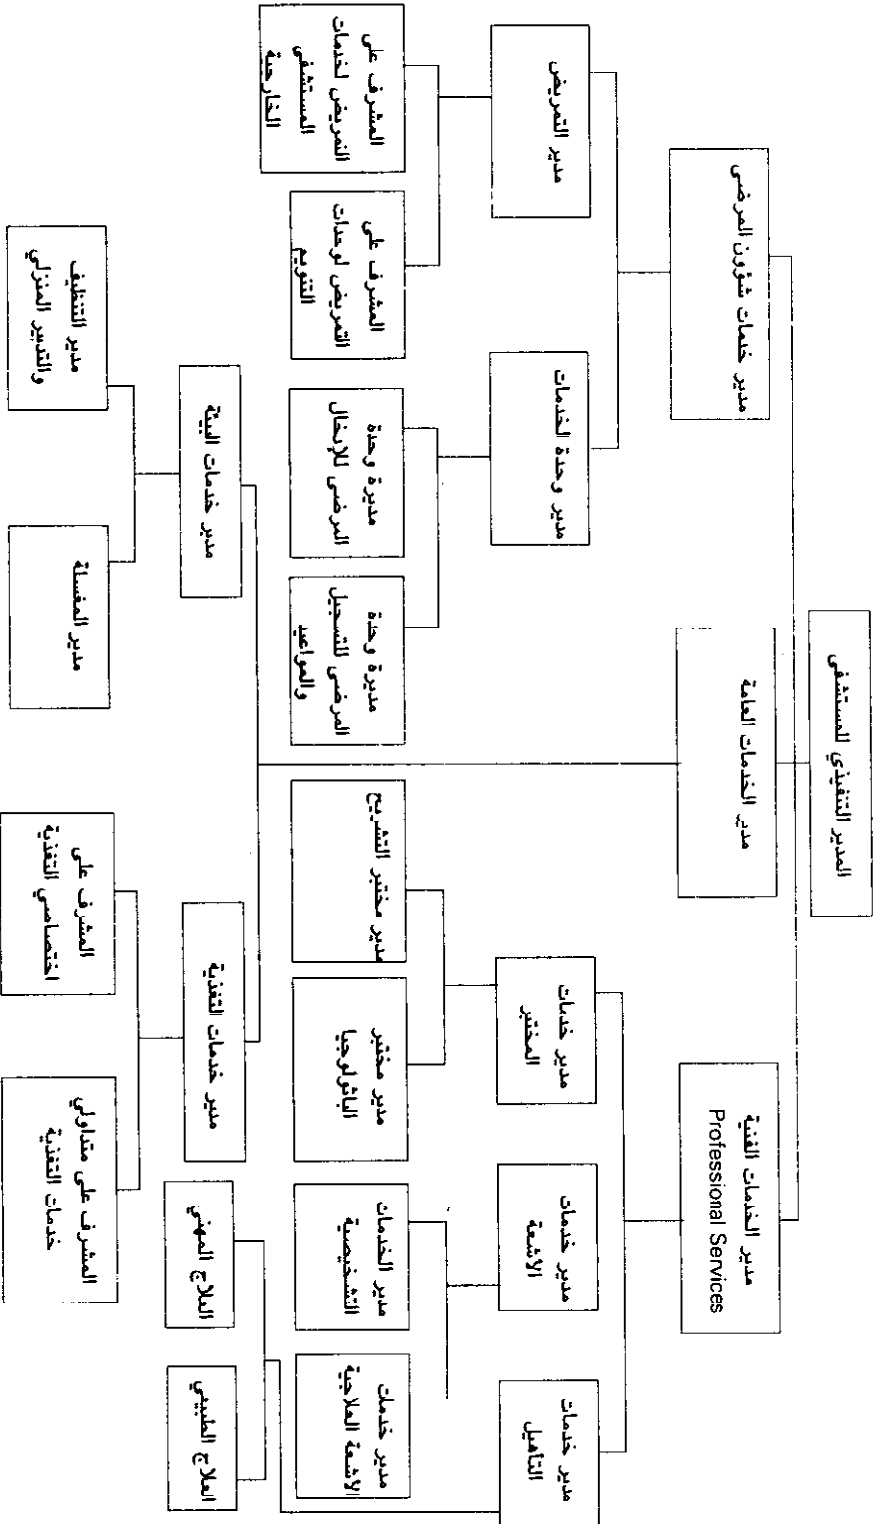 المدير التنفيذي للمستشفى
مدير خدمات شؤون المرضى
مدير الخدمات العامة
مدير الخدمات الفنية
Professional Services
مدير التمريض
مدير وحدة الخدمات
مدير خدمات
المختبر
مدير خدمات
الاشعة
مدير خدمات
التأهيل
المشرف على
التمريض لخدمات
المستشفى
الخارجية
المشرف على
التمريض لوحدات
التنويم
مديرة وحدة
المرضى للإدخال
مديرة وحدة
المرضى للتسجيل
والمواعيد
مدير مختبر التشريح
مدير مختبر
الباثولوجيا
مدير الخدمات
التشخيصية
مدير خدمات
الاشعة العلاجية
مدير خدمات البيئة
مدير خدمات التغذية
العلاج المهني
العلاج الطبيعي
مدير التنظيف
والتدبير المنزلي
مدير المغسلة
المشرف على
اختصاصي التغذية
المشرف على متداولي
خدمات التغذية